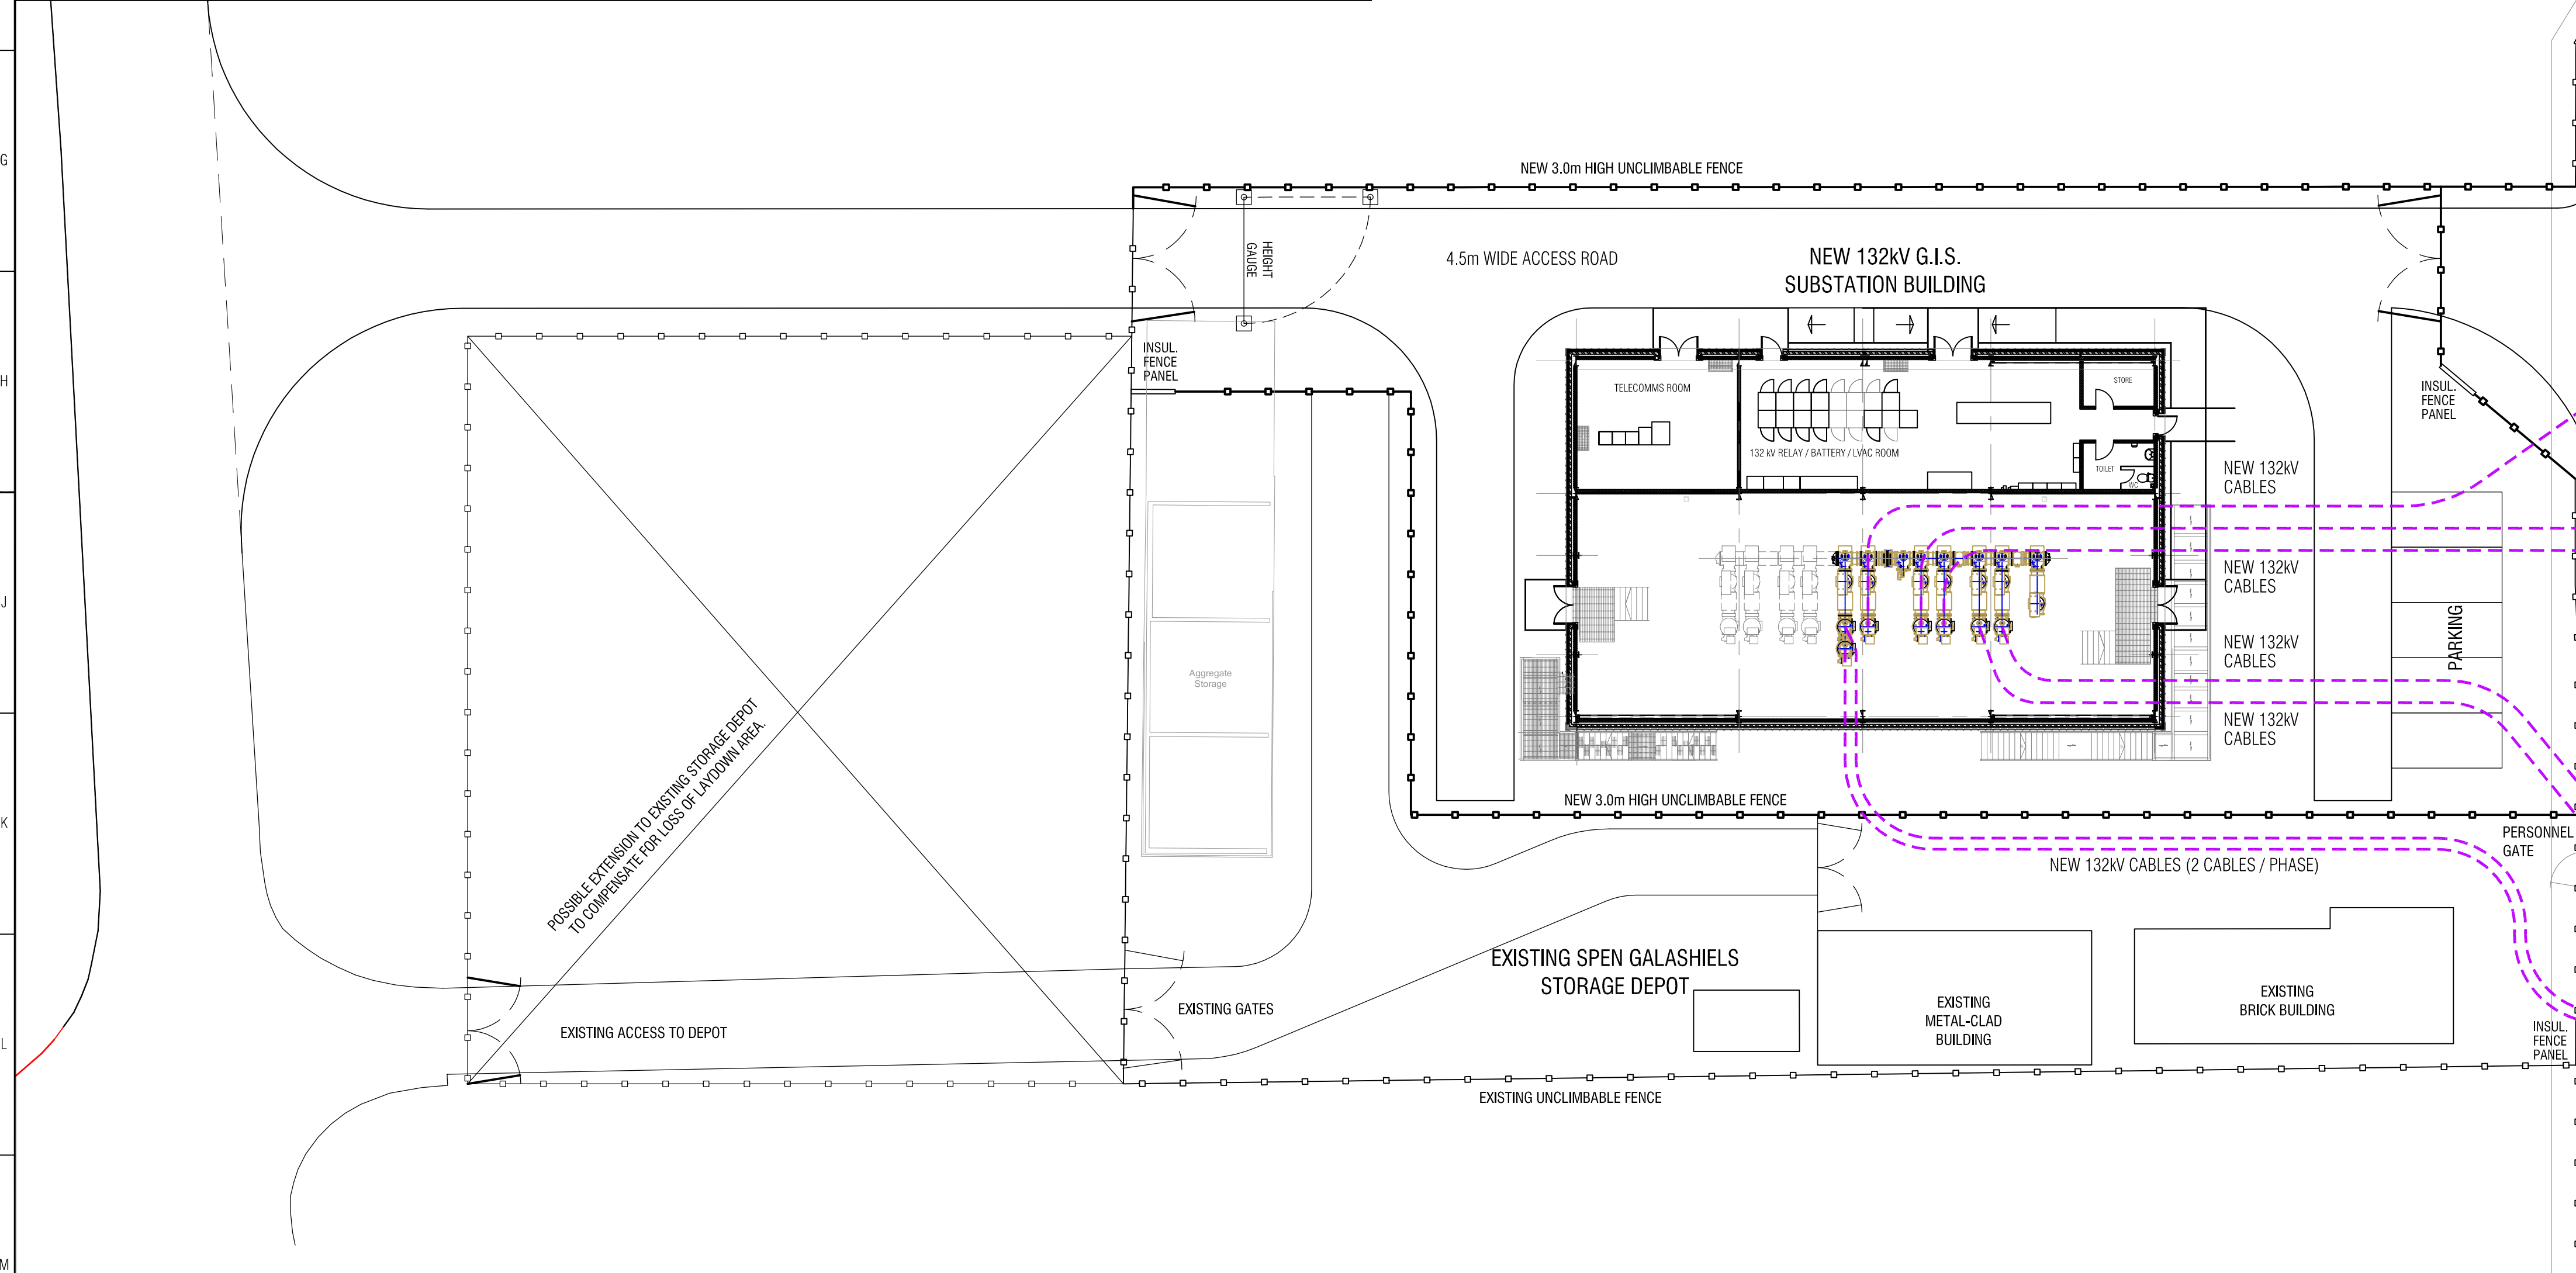 G
H
J
K
L
M
NEW 3.0m HIGH UNCLIMBABLE FENCE
HEIGHT
GAUGE
4.5m WIDE ACCESS ROAD
NEW 132kV G.I.S.
SUBSTATION BUILDING
INSUL.
FENCE
PANEL
TELECOMMS ROOM
STORE
132 kV RELAY / BATTERY / LVAC ROOM
TOILET
WC
INSUL.
FENCE
PANEL
NEW 132kV
CABLES
NEW 132kV
CABLES
NEW 132kV
CABLES
NEW 132kV
CABLES
PARKING
Aggregate
Storage
POSSIBLE EXTENSION TO EXISTING STORAGE DEPOT
TO COMPENSATE FOR LOSS OF LAYDOWN AREA.
NEW 3.0m HIGH UNCLIMBABLE FENCE
PERSONNEL
GATE
NEW 132kV CABLES (2 CABLES / PHASE)
EXISTING SPEN GALASHIELS
STORAGE DEPOT
EXISTING
METAL-CLAD
BUILDING
EXISTING
BRICK BUILDING
EXISTING GATES
EXISTING ACCESS TO DEPOT
INSUL.
FENCE
PANEL
EXISTING UNCLIMBABLE FENCE